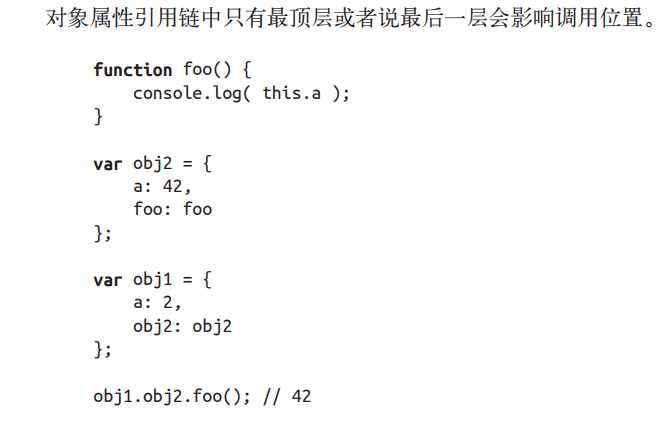 对象属性引用链中只有最顶层或者说最后一层会影响调用位置。
function foo() {
    console.log( this.a );
}
var obj2 = {
    a: 42,
    foo: foo
};
var obj1 = {
    a: 2,
    obj2: obj2
};
obj1.obj2.foo(); // 42